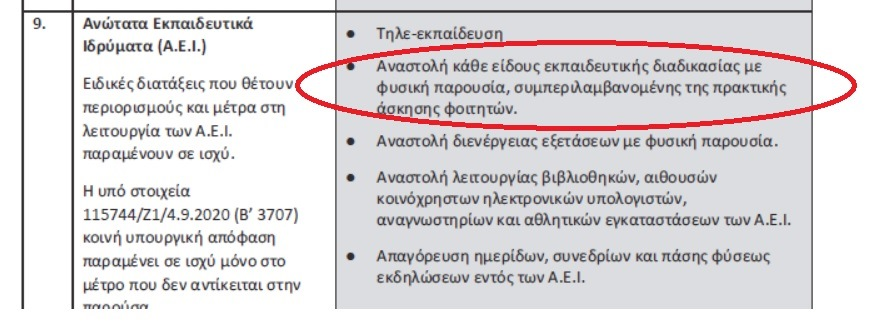 9.
Ανώτατα Εκπαιδευτικά
Ιδρύματα (Α.Ε.Ι.)
Ειδικές διατάξεις που θέτουν
περιορισμούς και μέτρα στη
λειτουργία των Α.Ε.Ι.
παραμένουν σε ισχύ.
Η υπό στοιχεία
115744/Ζ1/4.9.2020 (Β’ 3707)
κοινή υπουργική απόφαση
παραμένει σε ισχύ μόνο στο
μέτρο που δεν αντίκειται στην
παρούσα.
● Τηλε-εκπαίδευση
● Αναστολή κάθε είδους εκπαιδευτικής διαδικασίας με
φυσική παρουσία, συμπεριλαμβανομένης της πρακτικής
άσκησης φοιτητών.
● Αναστολή διενέργειας εξετάσεων με φυσική παρουσία.
● Αναστολή λειτουργίας βιβλιοθηκών, αιθουσών
κοινόχρηστων ηλεκτρονικών υπολογιστών,
αναγνωστηρίων και αθλητικών εγκαταστάσεων των Α.Ε.Ι.
● Απαγόρευση ημερίδων, συνεδρίων και πάσης φύσεως
εκδηλώσεων εντός των Α.Ε.Ι.